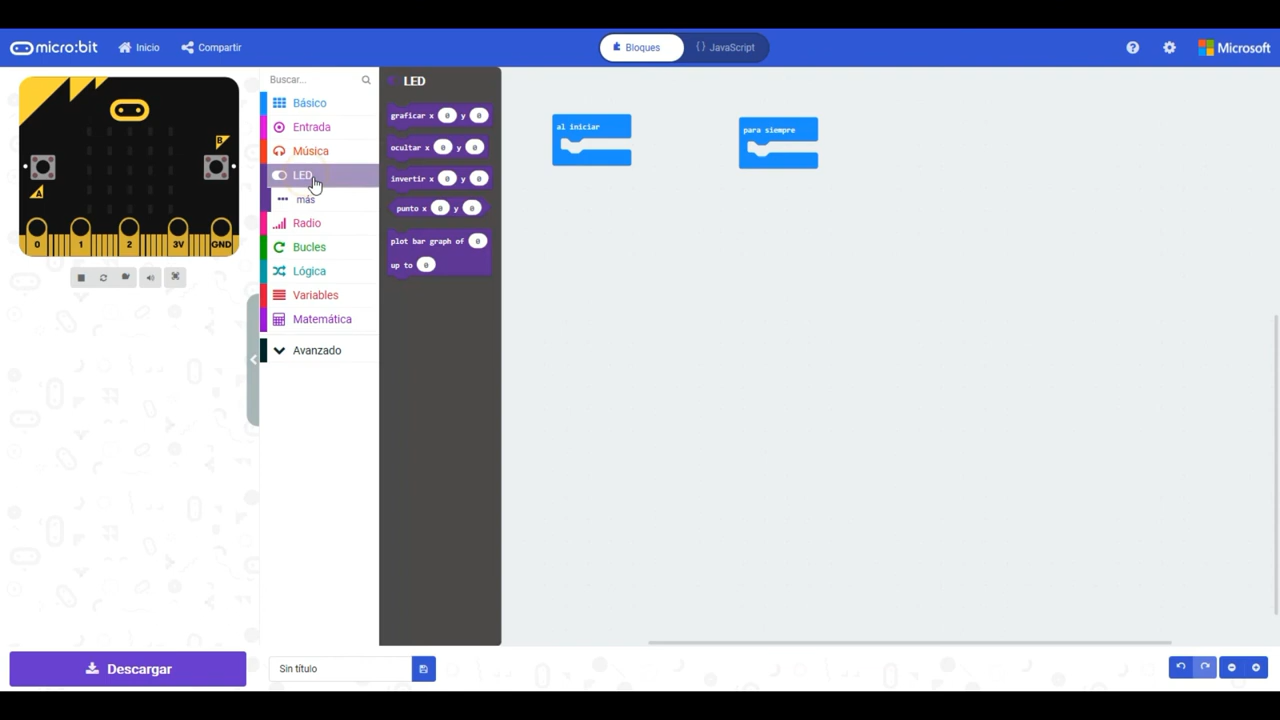 micro:bit Inicio Compartir Bloques {} JavaScript Microsoft
Buscar...
Básico
Entrada
Música
LED
más
Radio
Bucles
Lógica
Variables
Matemática
Avanzado
LED
graficar x 0 y 0
ocultar x 0 y 0
invertir x 0 y 0
punto x 0 y 0
plot bar graph of 0
up to 0
al iniciar
para siempre
B
A
0 1 2 3V GND
Descargar
Sin título